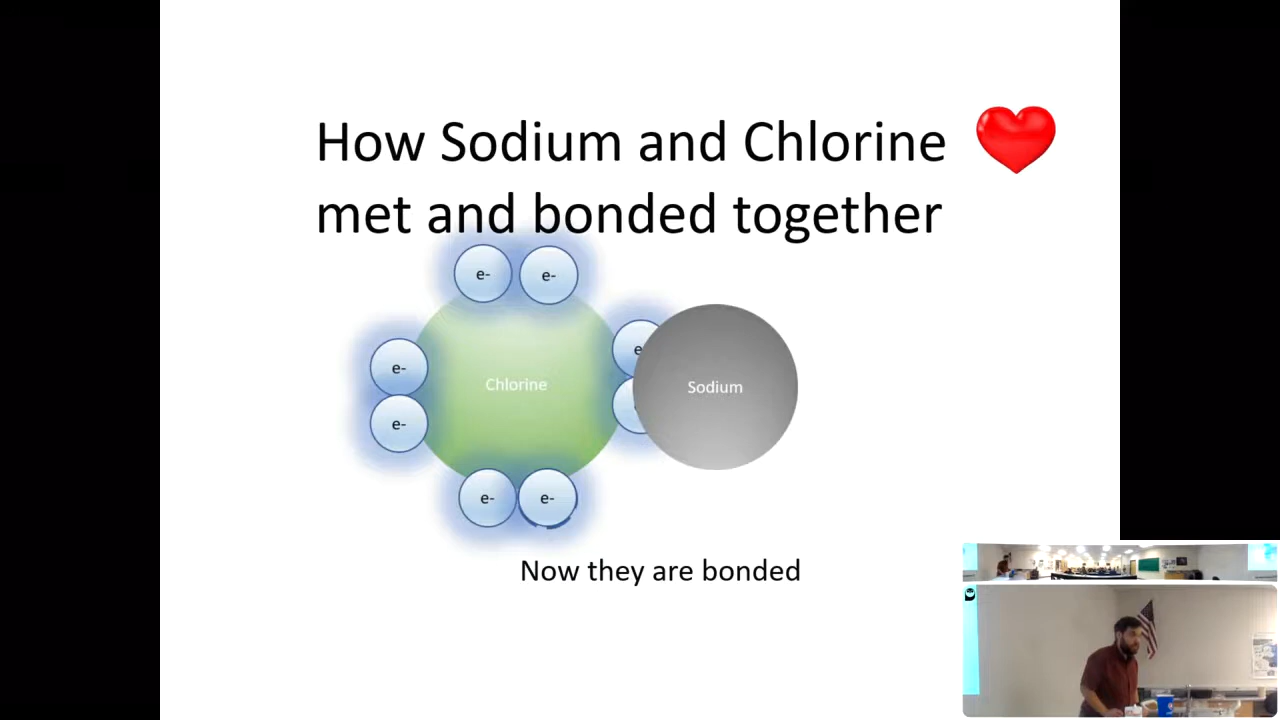 How Sodium and Chlorine
met and bonded together
e- e-
e
e-
Chlorine
Sodium
e-
e- e-
Now they are bonded